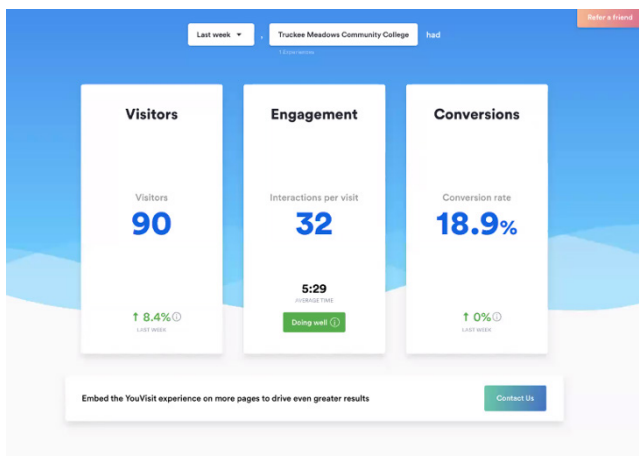 Refer a friend
Last week , Truckee Meadows Community College had
1 Experiences
Visitors
Visitors
90
↑ 8.4%
LAST WEEK
Engagement
Interactions per visit
32
5:29
AVERAGE TIME
Doing well
Conversions
Conversion rate
18.9%
↑ 0%
LAST WEEK
Embed the YouVisit experience on more pages to drive even greater results
Contact Us